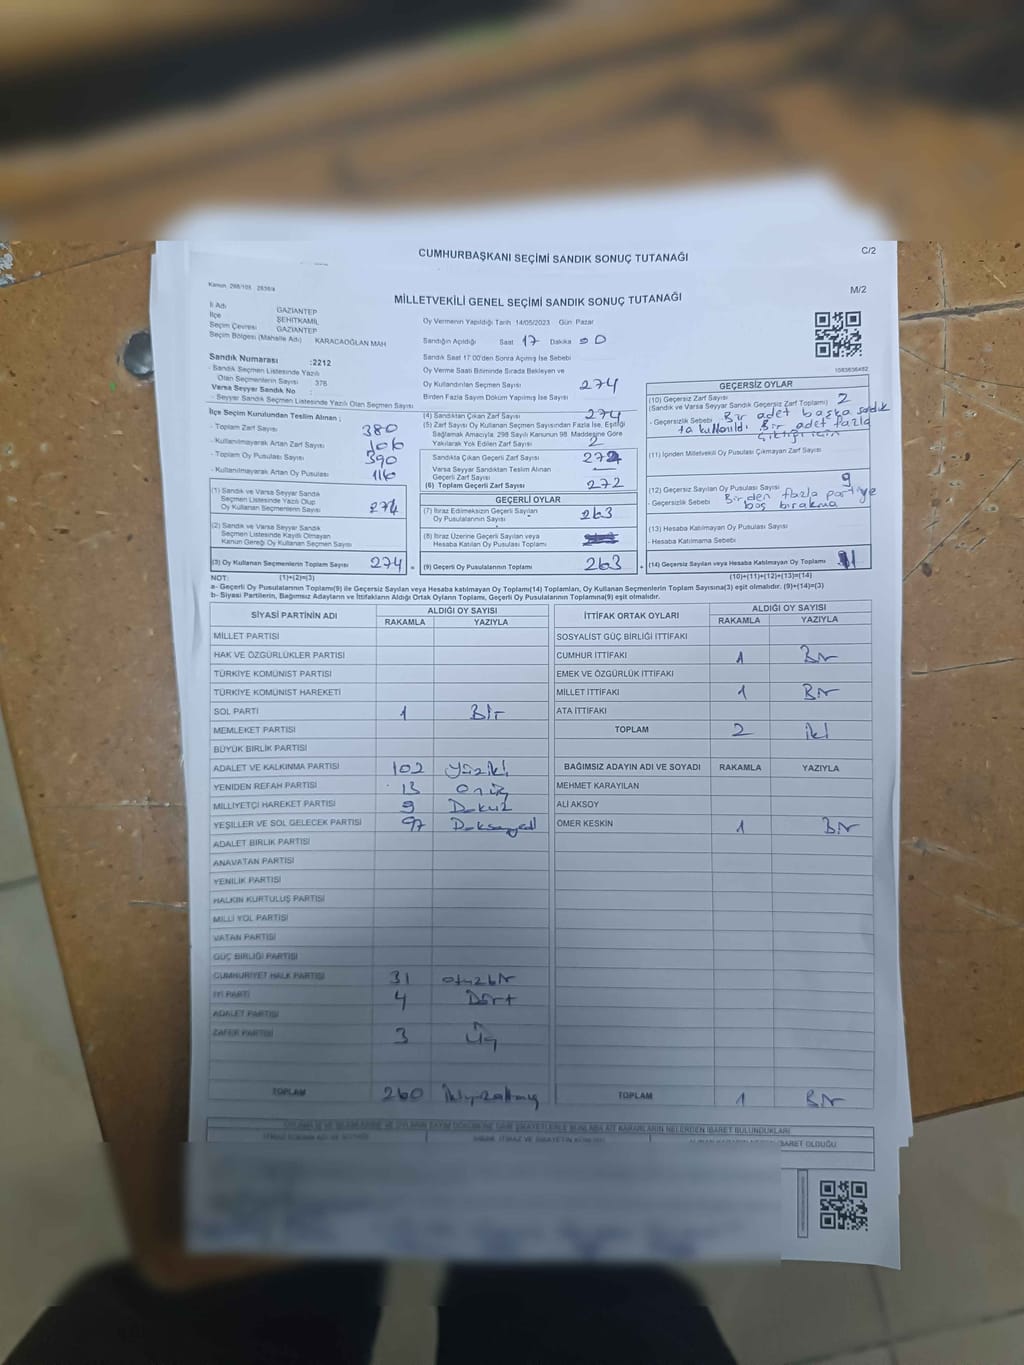 CUMHURBAŞKANI SEÇİMİ SANDIK SONUÇ TUTANAĞI
C/2
MİLLETVEKİLİ GENEL SEÇİMİ SANDIK SONUÇ TUTANAĞI
M/2
İl Adı GAZİANTEP
İlçe ŞEHİTKAMİL
Seçim Çevresi GAZİANTEP
Seçim Bölgesi (Mahalle Adı) KARACAOĞLAN MAH
Sandık Numarası :2212
- Sandık Seçmen Listesinde Yazılı
Olan Seçmenlerin Sayısı : 376
Varsa Seyyar Sandık No :
- Seyyar Sandık Seçmen Listesinde Yazılı Olan Seçmen Sayısı
Oy Vermenin Yapıldığı Tarih 14/05/2023 Gün Pazar
Sandığın Açıldığı Saat 17 Dakika 00
Sandık Saat 17:00'den Sonra Açılmış İse Sebebi
Oy Verme Saati Bitiminde Sırada Bekleyen ve
Oy Kullandırılan Seçmen Sayısı 274
Birden Fazla Sayım Döküm Yapılmış İse Sayısı
1083636482
İlçe Seçim Kurulundan Teslim Alınan ;
- Toplam Zarf Sayısı 380
- Kullanılmayarak Artan Zarf Sayısı 106
- Toplam Oy Pusulası Sayısı 390
- Kullanılmayarak Artan Oy Pusulası 116
(1) Sandık ve Varsa Seyyar Sandık
Seçmen Listesinde Yazılı Olup
Oy Kullanan Seçmenlerin Sayısı 274
(2) Sandık ve Varsa Seyyar Sandık
Seçmen Listesinde Kayıtlı Olmayan
Kanun Gereği Oy Kullanan Seçmen Sayısı
(3) Oy Kullanan Seçmenlerin Toplam Sayısı 274
(4) Sandıktan Çıkan Zarf Sayısı 274
(5) Zarf Sayısı Oy Kullanan Seçmen Sayısından Fazla İse, Eşitliği
Sağlamak Amacıyla; 298 Sayılı Kanunun 98. Maddesine Göre
Yakılarak Yok Edilen Zarf Sayısı 2
Sandıkta Çıkan Geçerli Zarf Sayısı 272
Varsa Seyyar Sandıktan Teslim Alınan
Geçerli Zarf Sayısı —
(6) Toplam Geçerli Zarf Sayısı 272
GEÇERLİ OYLAR
(7) İtiraz Edilmeksizin Geçerli Sayılan
Oy Pusulalarının Sayısı 263
(8) İtiraz Üzerine Geçerli Sayılan veya
Hesaba Katılan Oy Pusulası Toplamı
(9) Geçerli Oy Pusulalarının Toplamı 263
GEÇERSİZ OYLAR
(10) Geçersiz Zarf Sayısı
(Sandık ve Varsa Seyyar Sandık Geçersiz Zarf Toplamı) 2
- Geçersizlik Sebebi Bir adet başka sandık
ta kullanıldı. Bir adet fazla
çıktığı için
(11) İçinden Milletvekili Oy Pusulası Çıkmayan Zarf Sayısı
(12) Geçersiz Sayılan Oy Pusulası Sayısı 9
- Geçersizlik Sebebi Birden fazla partiye
boş bırakma
(13) Hesaba Katılmayan Oy Pusulası Sayısı
- Hesaba Katılmama Sebebi
(14) Geçersiz Sayılan veya Hesaba Katılmayan Oy Toplamı 11
NOT: (1)+(2)=(3) (10)+(11)+(12)+(13)=(14)
a- Geçerli Oy Pusulalarının Toplamı(9) ile Geçersiz Sayılan veya Hesaba katılmayan Oy Toplamı(14) Toplamları, Oy Kullanan Seçmenlerin Toplam Sayısına(3) eşit olmalıdır. (9)+(14)=(3)
b- Siyasi Partilerin, Bağımsız Adayların ve İttifakların Aldığı Ortak Oyların Toplamı, Geçerli Oy Pusulalarının Toplamına(9) eşit olmalıdır.
SİYASİ PARTİNİN ADI ALDIĞI OY SAYISI
RAKAMLA YAZIYLA
MİLLET PARTİSİ
HAK VE ÖZGÜRLÜKLER PARTİSİ
TÜRKİYE KOMÜNİST PARTİSİ
TÜRKİYE KOMÜNİST HAREKETİ
SOL PARTİ 1 Bir
MEMLEKET PARTİSİ
BÜYÜK BİRLİK PARTİSİ
ADALET VE KALKINMA PARTİSİ 102 Yüziki
YENİDEN REFAH PARTİSİ 13 Onüç
MİLLİYETÇİ HAREKET PARTİSİ 9 Dokuz
YEŞİLLER VE SOL GELECEK PARTİSİ 97 Doksanyedi
ADALET BİRLİK PARTİSİ
ANAVATAN PARTİSİ
YENİLİK PARTİSİ
HALKIN KURTULUŞ PARTİSİ
MİLLİ YOL PARTİSİ
VATAN PARTİSİ
GÜÇ BİRLİĞİ PARTİSİ
CUMHURİYET HALK PARTİSİ 31 otuzbir
İYİ PARTİ 4 Dört
ADALET PARTİSİ
ZAFER PARTİSİ 3 Üç
TOPLAM 260 İkiyüzaltmış
İTTİFAK ORTAK OYLARI ALDIĞI OY SAYISI
RAKAMLA YAZIYLA
SOSYALİST GÜÇ BİRLİĞİ İTTİFAKI
CUMHUR İTTİFAKI 1 Bir
EMEK VE ÖZGÜRLÜK İTTİFAKI
MİLLET İTTİFAKI 1 Bir
ATA İTTİFAKI
TOPLAM 2 iki
BAĞIMSIZ ADAYIN ADI VE SOYADI RAKAMLA YAZIYLA
MEHMET KARAYILAN
ALİ AKSOY
ÖMER KESKİN 1 Bir
TOPLAM 1 Bir